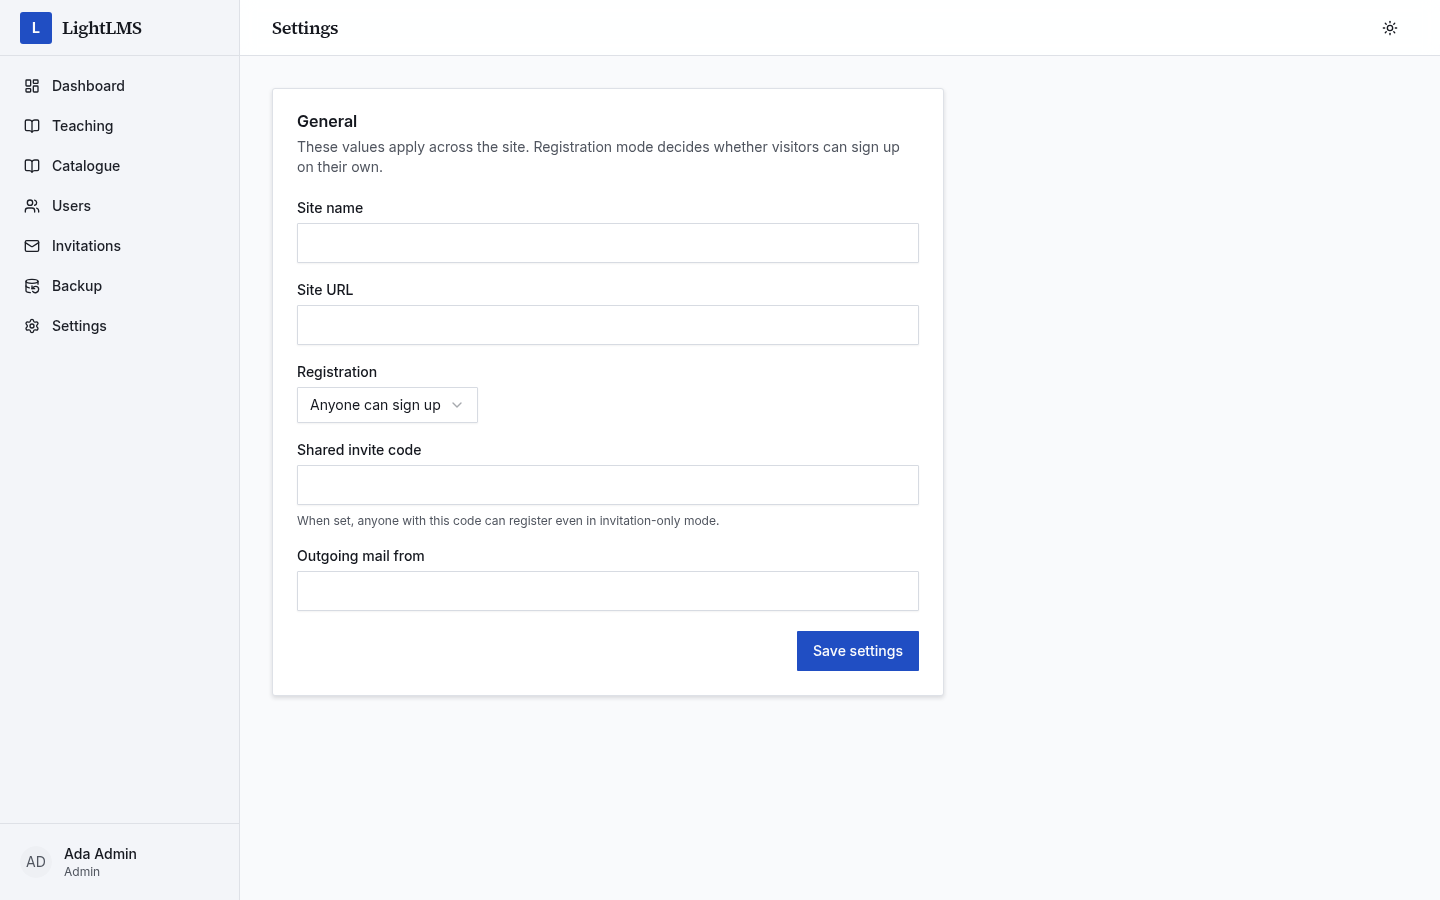 L
LightLMS
Settings
Dashboard
Teaching
Catalogue
Users
Invitations
Backup
Settings
General
These values apply across the site. Registration mode decides whether visitors can sign up
on their own.
Site name
Site URL
Registration
Anyone can sign up
Shared invite code
When set, anyone with this code can register even in invitation-only mode.
Outgoing mail from
Save settings
AD
Ada Admin
Admin